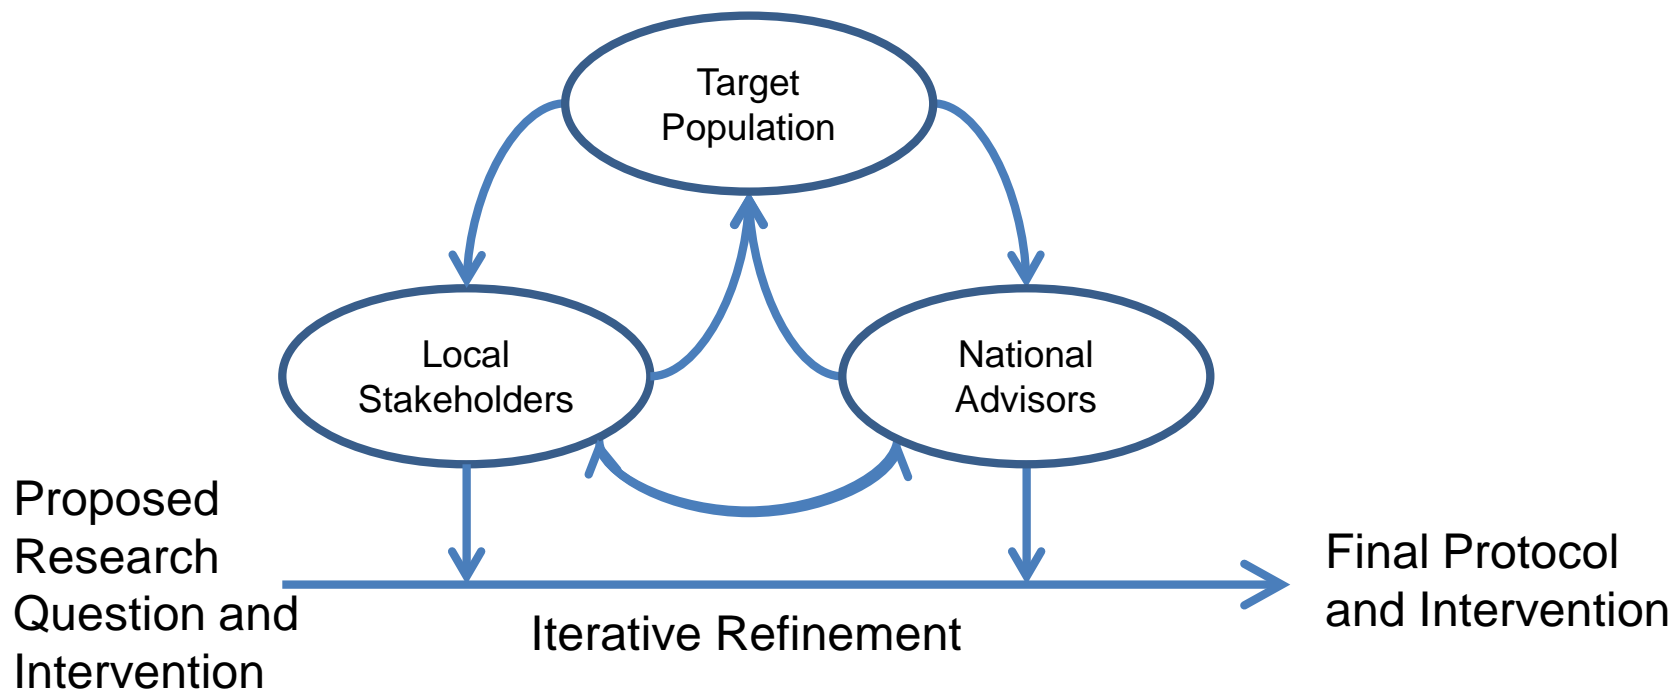 Target
Population
Local
Stakeholders
National
Advisors
Proposed
Research
Question and
Intervention
Iterative Refinement
Final Protocol
and Intervention